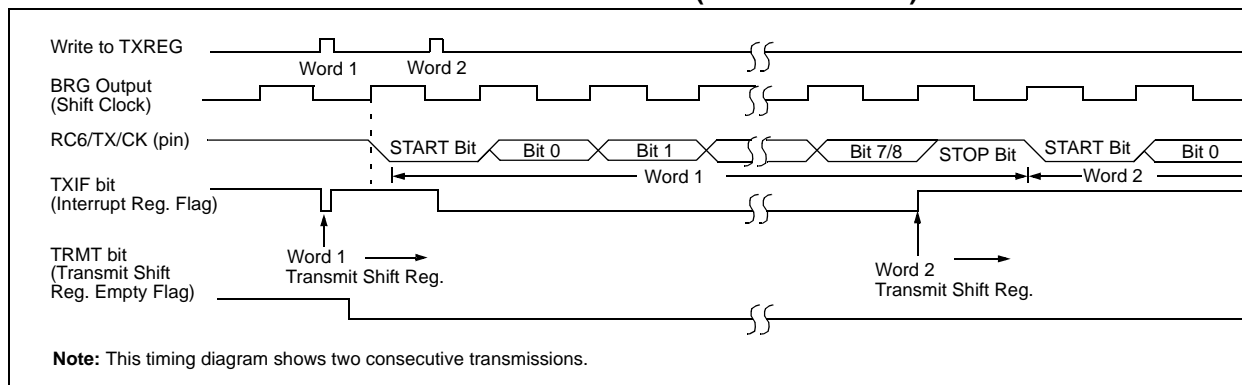 Write to TXREG
Word 1
Word 2
BRG Output
(Shift Clock)
RC6/TX/CK (pin)
START Bit
Bit 0
Bit 1
Bit 7/8
STOP Bit
START Bit
Bit 0
Word 1
Word 2
TXIF bit
(Interrupt Reg. Flag)
Word 1
Transmit Shift Reg.
Word 2
Transmit Shift Reg.
TRMT bit
(Transmit Shift
Reg. Empty Flag)
Note: This timing diagram shows two consecutive transmissions.